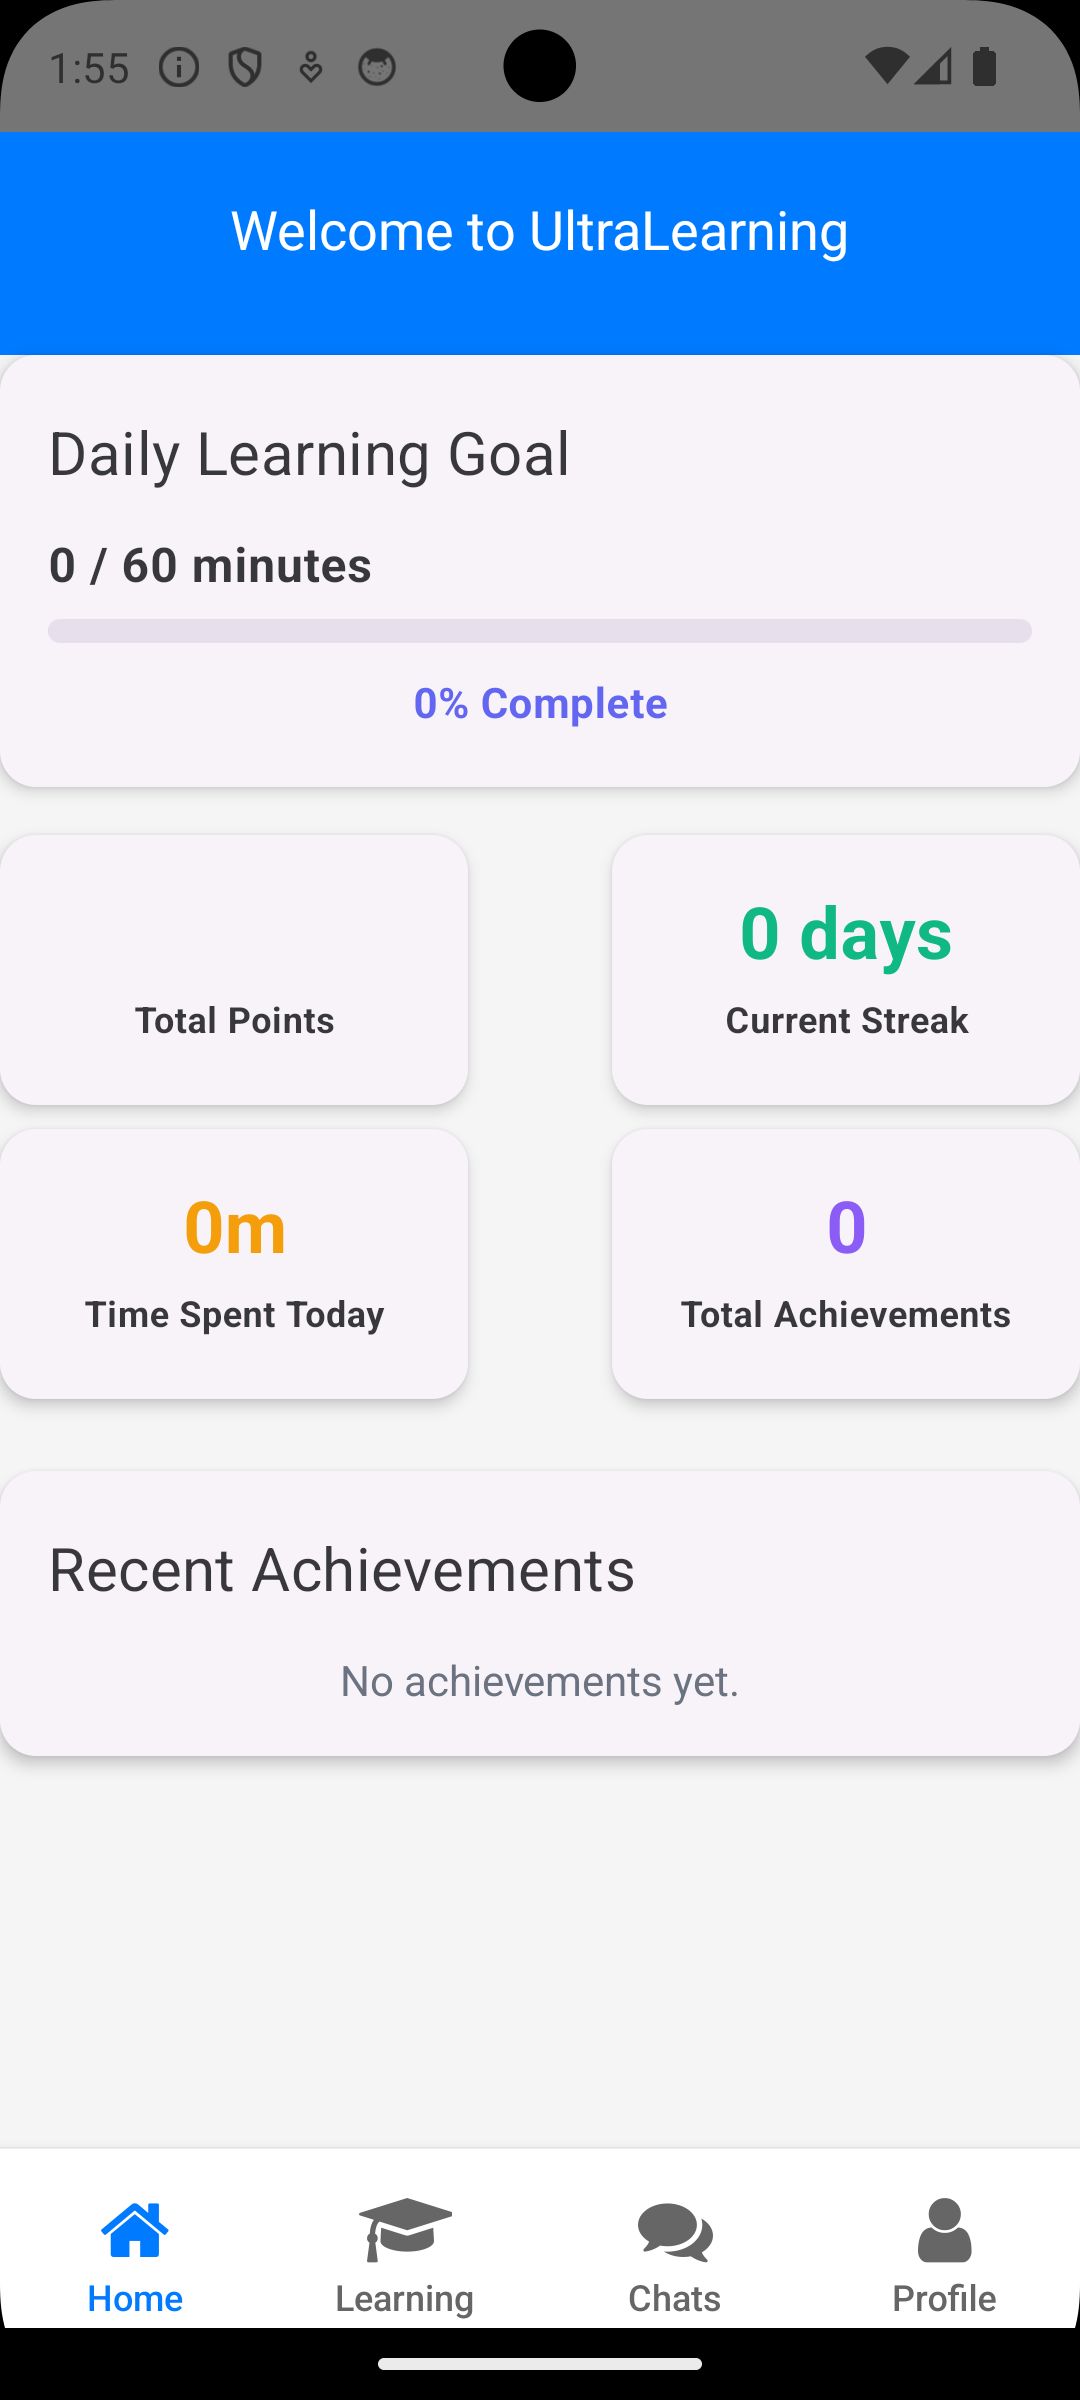 1:55
Welcome to UltraLearning
Daily Learning Goal
0 / 60 minutes
0% Complete
Total Points
0 days
Current Streak
0m
Time Spent Today
0
Total Achievements
Recent Achievements
No achievements yet.
Home
Learning
Chats
Profile